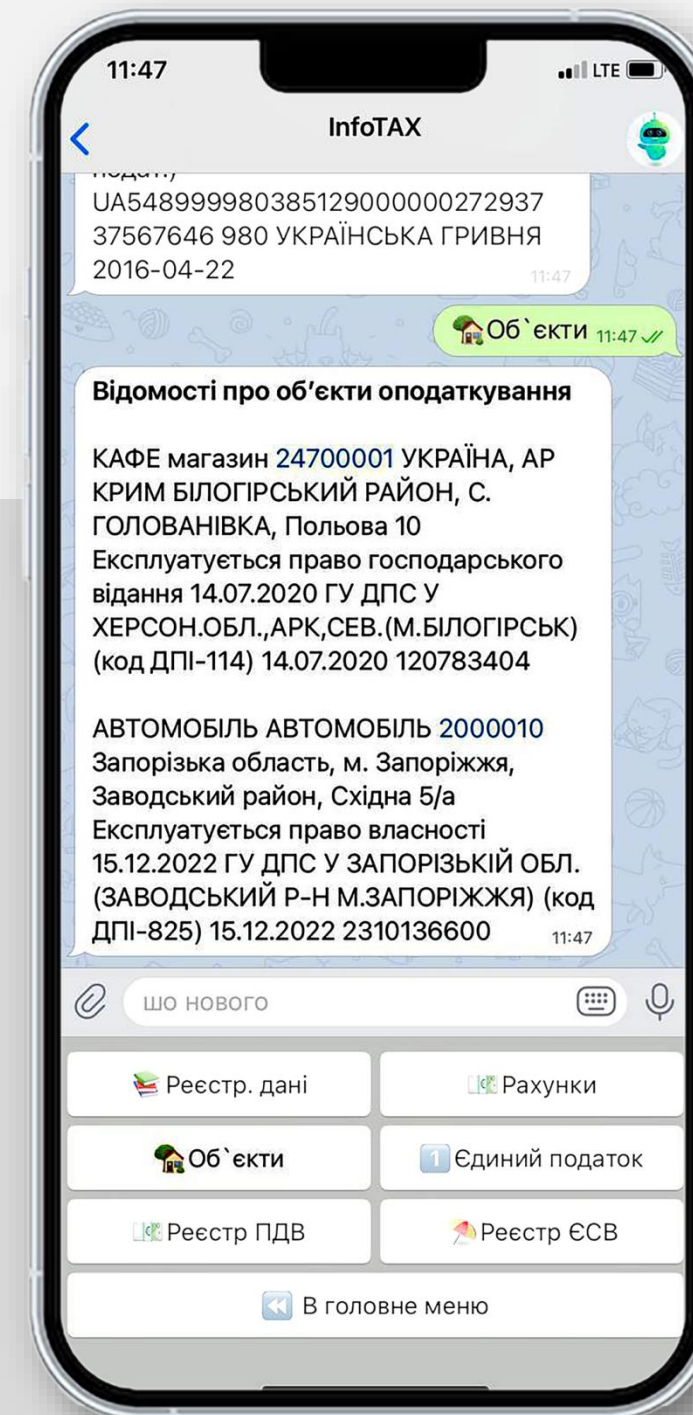 11:47
LTE
InfoTAX
UA548999980385129000000272937
37567646 980 УКРАЇНСЬКА ГРИВНЯ
2016-04-22
11:47
Об`єкти 11:47
Відомості про об’єкти оподаткування
КАФЕ магазин 24700001 УКРАЇНА, АР
КРИМ БІЛОГІРСЬКИЙ РАЙОН, С.
ГОЛОВАНІВКА, Польова 10
Експлуатується право господарського
відання 14.07.2020 ГУ ДПС У
ХЕРСОН.ОБЛ.,АРК,СЕВ.(М.БІЛОГІРСЬК)
(код ДПІ-114) 14.07.2020 120783404
АВТОМОБІЛЬ АВТОМОБІЛЬ 2000010
Запорізька область, м. Запоріжжя,
Заводський район, Східна 5/а
Експлуатується право власності
15.12.2022 ГУ ДПС У ЗАПОРІЗЬКІЙ ОБЛ.
(ЗАВОДСЬКИЙ Р-Н М.ЗАПОРІЖЖЯ) (код
ДПІ-825) 15.12.2022 2310136600
11:47
шо нового
Реєстр. дані
Рахунки
Об`єкти
1 Єдиний податок
Реєстр ПДВ
Реєстр ЄСВ
В головне меню